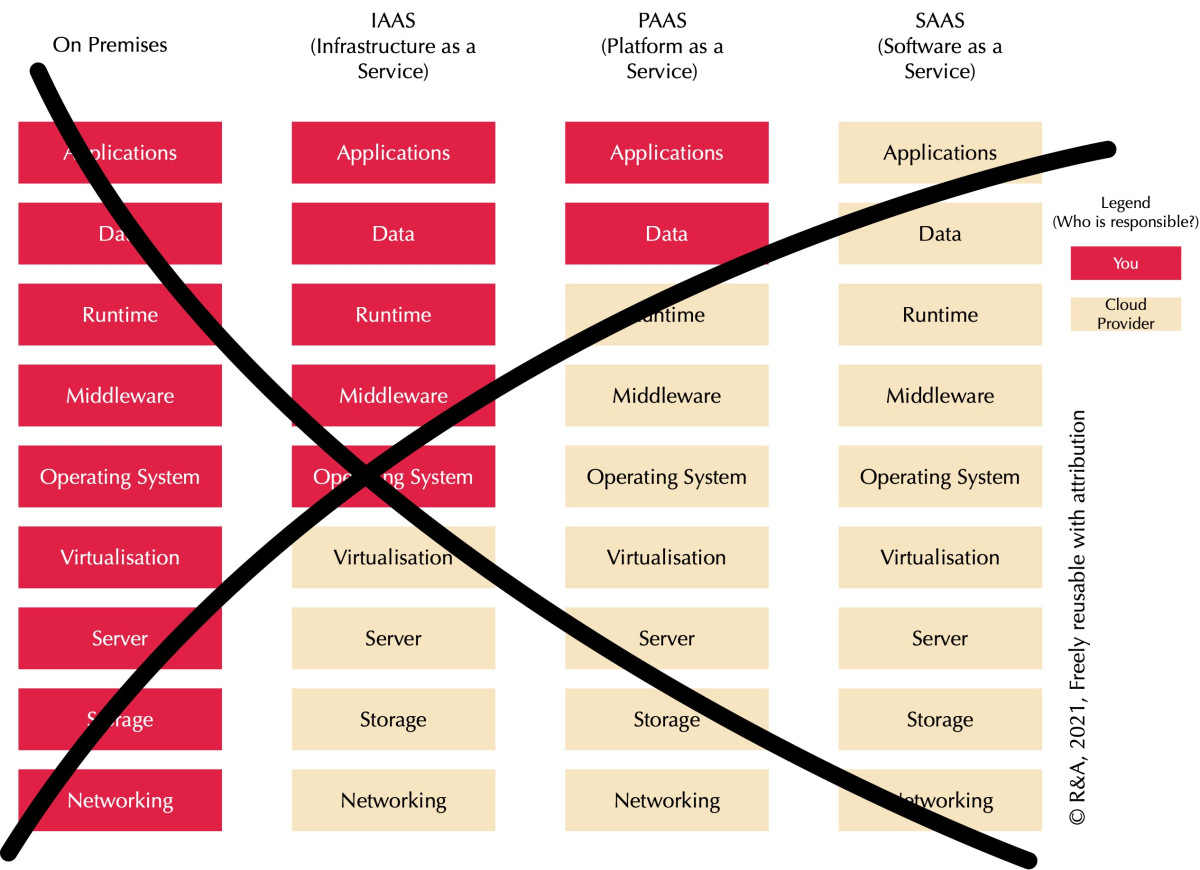 On Premises
IAAS
(Infrastructure as a
Service)
PAAS
(Platform as a
Service)
SAAS
(Software as a
Service)
Applications
Applications
Applications
Applications
Data
Data
Data
Data
Runtime
Runtime
Runtime
Runtime
Middleware
Middleware
Middleware
Middleware
Operating System
Operating System
Operating System
Operating System
Virtualisation
Virtualisation
Virtualisation
Virtualisation
Server
Server
Server
Server
Storage
Storage
Storage
Storage
Networking
Networking
Networking
Networking
Legend
(Who is responsible?)
You
Cloud
Provider
© R&A, 2021, Freely reusable with attribution